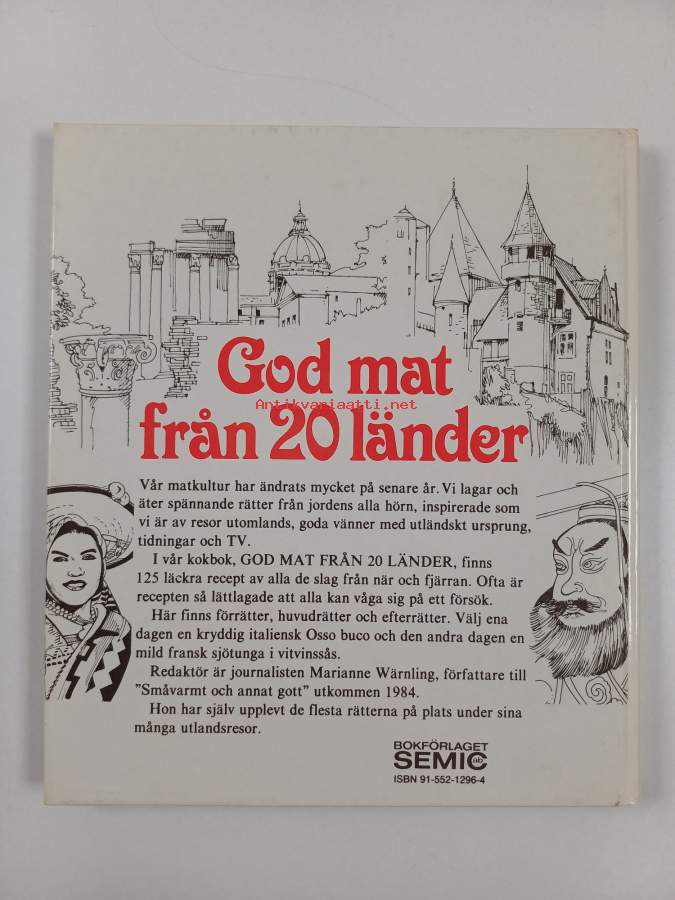 God mat
Antikvariaatti.net
från 20 länder
Vår matkultur har ändrats mycket på senare år. Vi lagar och
äter spännande rätter från jordens alla hörn, inspirerade som
vi är av resor utomlands, goda vänner med utländskt ursprung,
tidningar och TV.
I vår kokbok, GOD MAT FRÅN 20 LÄNDER, finns
125 läckra recept av alla de slag från när och fjärran. Ofta är
recepten så lättlagade att alla kan våga sig på ett försök.
Här finns förrätter, huvudrätter och efterrätter. Välj ena
dagen en kryddig italiensk Osso buco och den andra dagen en
mild fransk sjötunga i vitvinssås.
Redaktör är journalisten Marianne Wärnling, författare till
"Småvarmt och annat gott" utkommen 1984.
Hon har själv upplevt de flesta rätterna på plats under sina
många utlandsresor.
BOKFÖRLAGET
SEMIC ab
ISBN 91-552-1296-4